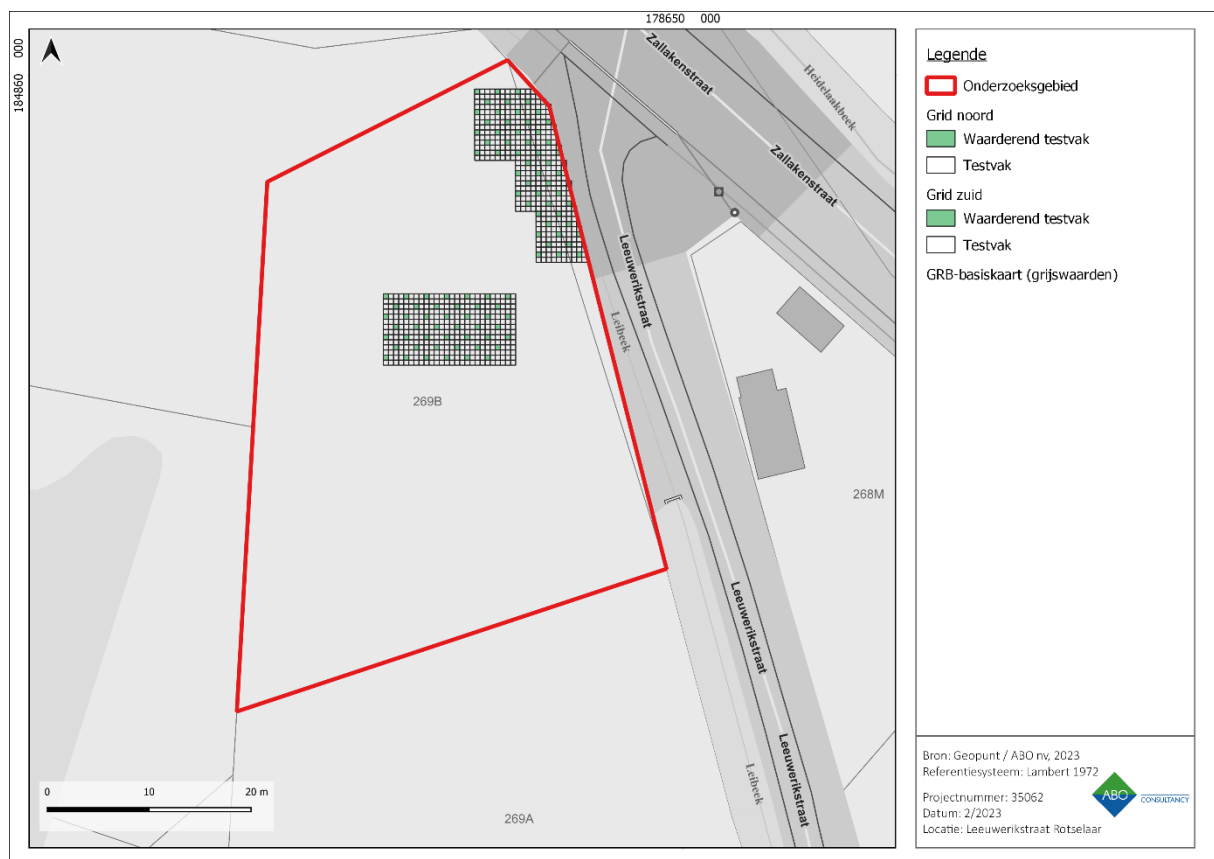 178650 000
184860 000
Zallakenstraat
Heidelaakbeek
Zallakenstraat
Leeuwerikstraat
Leibeek
269B
268M
Leeuwerikstraat
Leibeek
Leeuwerikstraat
269A
0 10 20 m
Legende
Onderzoeksgebied
Grid noord
Waarderend testvak
Testvak
Grid zuid
Waarderend testvak
Testvak
GRB-basiskaart (grijswaarden)
Bron: Geopunt / ABO nv, 2023
Referentiesysteem: Lambert 1972
Projectnummer: 35062
Datum: 2/2023
Locatie: Leeuwerikstraat Rotselaar
ABO CONSULTANCY